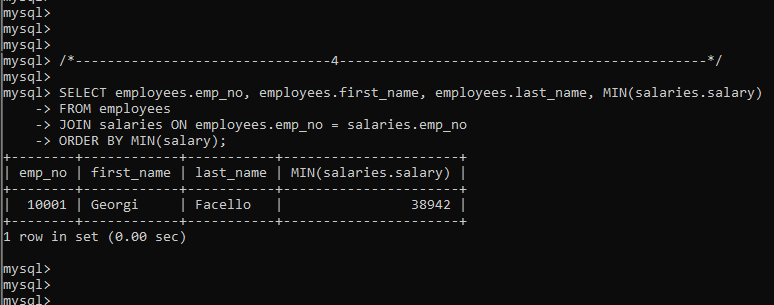 mysql>
mysql>
mysql>
mysql> /*--------------------------------4----------------------------------------------*/
mysql>
mysql> SELECT employees.emp_no, employees.first_name, employees.last_name, MIN(salaries.salary)
    -> FROM employees
    -> JOIN salaries ON employees.emp_no = salaries.emp_no
    -> ORDER BY MIN(salary);
+--------+------------+-----------+----------------------+
| emp_no | first_name | last_name | MIN(salaries.salary) |
+--------+------------+-----------+----------------------+
|  10001 | Georgi     | Facello   |                38942 |
+--------+------------+-----------+----------------------+
1 row in set (0.00 sec)

mysql>
mysql>
mysql>